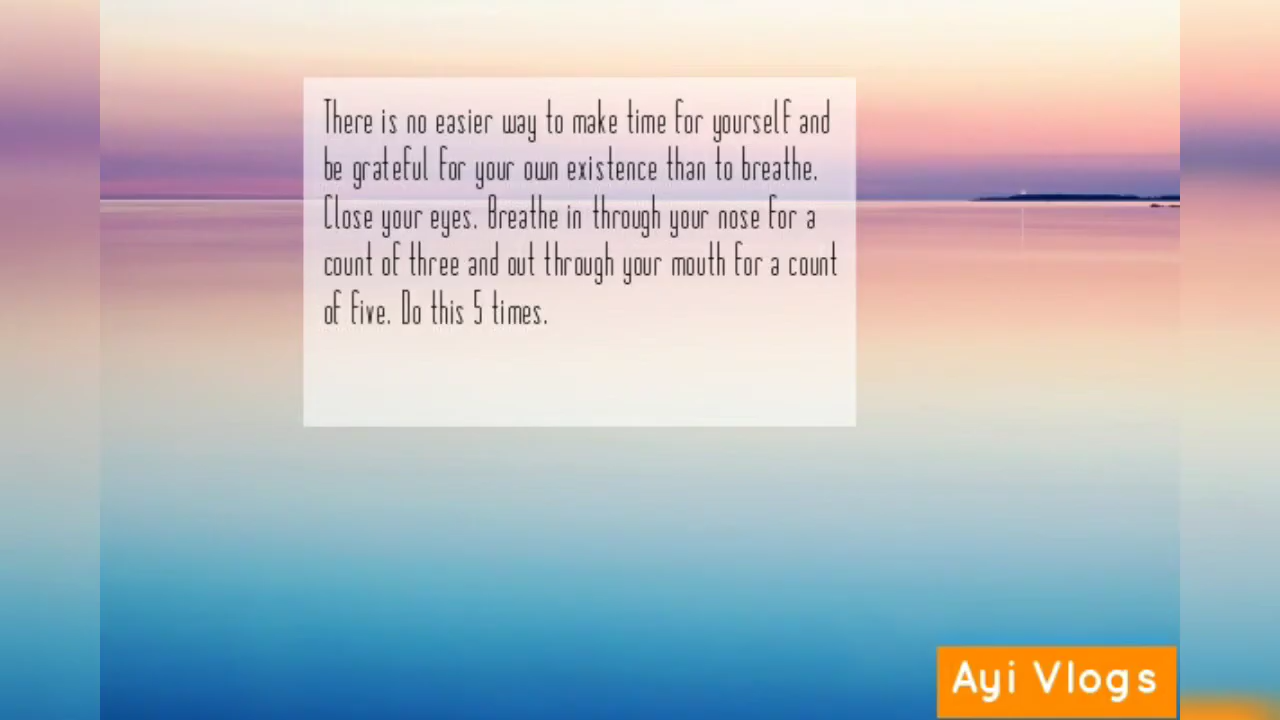 There is no easier way to make time for yourself and
be grateful for your own existence than to breathe.
Close your eyes. Breathe in through your nose for a
count of three and out through your mouth for a count
of five. Do this 5 times.
Ayi Vlogs